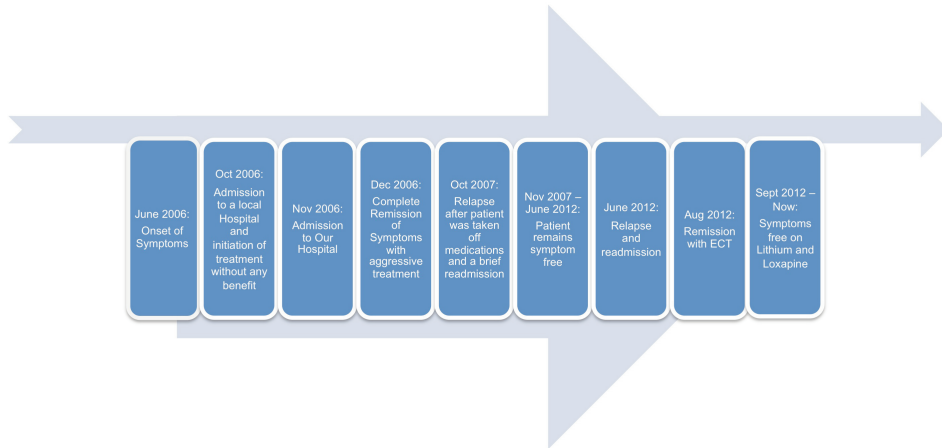 June 2006:
Onset of
Symptoms
Oct 2006:
Admission
to a local
Hospital
and
initiation of
treatment
without any
benefit
Nov 2006:
Admission
to Our
Hospital
Dec 2006:
Complete
Remission
of
Symptoms
with
aggressive
treatment
Oct 2007:
Relapse
after patient
was taken
off
medications
and a brief
readmission
Nov 2007 –
June 2012:
Patient
remains
symptom
free
June 2012:
Relapse
and
readmission
Aug 2012:
Remission
with ECT
Sept 2012 –
Now:
Symptoms
free on
Lithium and
Loxapine